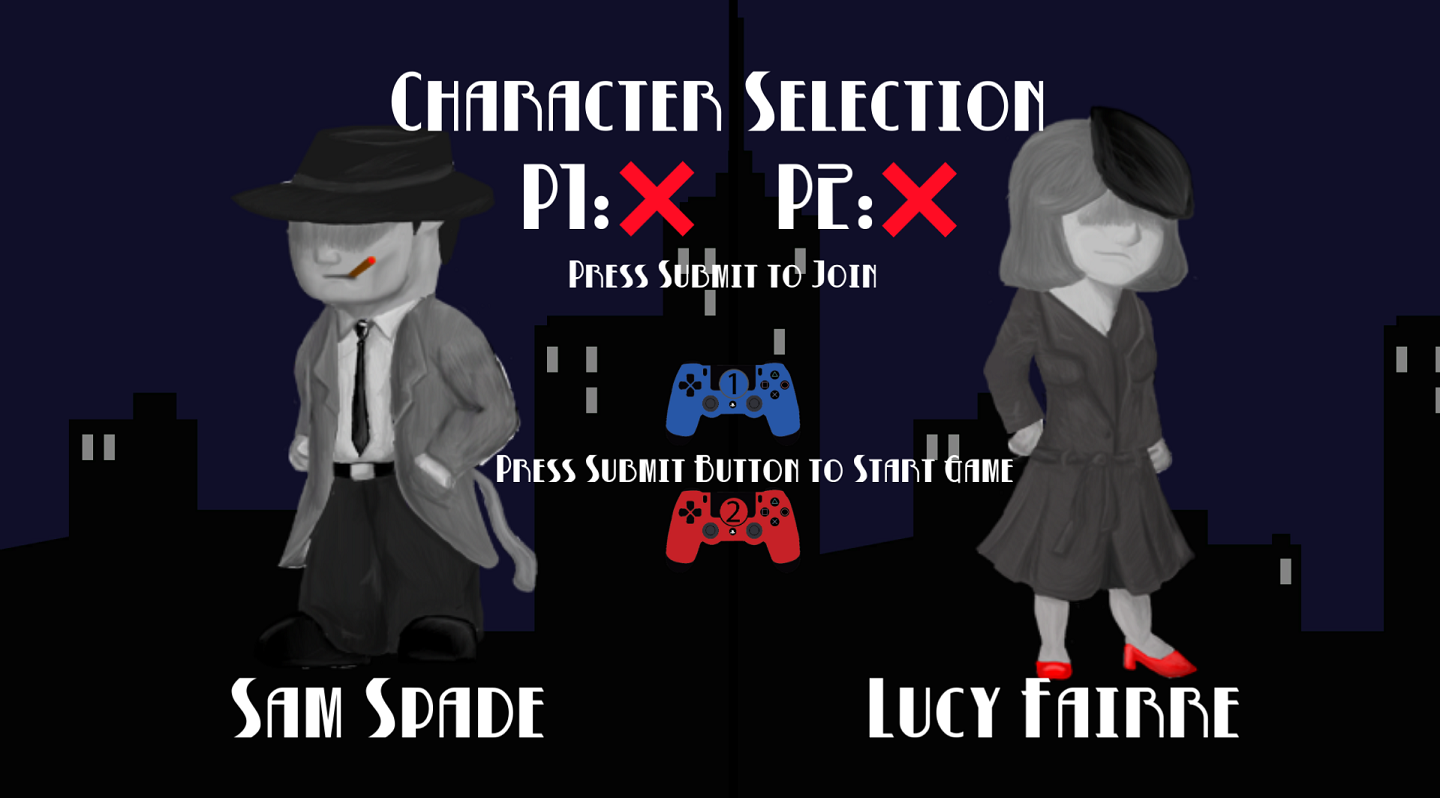 Character Selection
P1: P2:
Press Submit to Join
1
Press Submit Button to Start Game
2
Sam Spade
Lucy Fairre